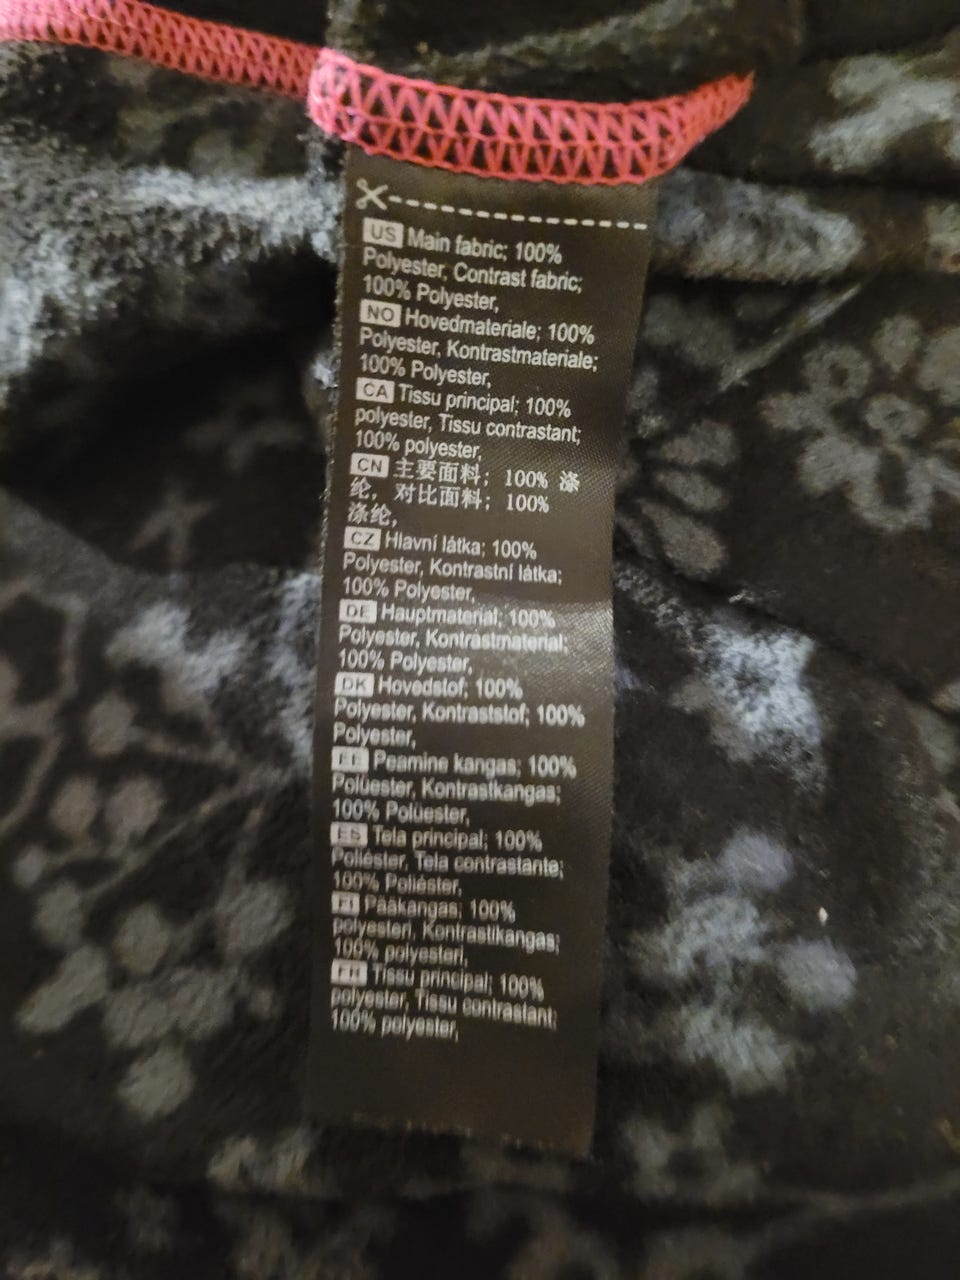 US Main fabric; 100%
Polyester, Contrast fabric;
100% Polyester,
NO Hovedmateriale; 100%
Polyester, Kontrastmateriale;
100% Polyester,
CA Tissu principal; 100%
polyester, Tissu contrastant;
100% polyester,
CN 主要面料; 100% 涤
纶, 对比面料; 100%
涤纶,
CZ Hlavní látka; 100%
Polyester, Kontrastní látka;
100% Polyester,
DE Hauptmaterial; 100%
Polyester, Kontrastmaterial;
100% Polyester,
DK Hovedstof; 100%
Polyester, Kontraststof; 100%
Polyester,
EE Peamine kangas; 100%
Polüester, Kontrastkangas;
100% Polüester,
ES Tela principal; 100%
Poliéster, Tela contrastante;
100% Poliéster,
FI Pääkangas; 100%
polyesteri, Kontrastikangas;
100% polyesteri,
FR Tissu principal; 100%
polyester, Tissu contrastant;
100% polyester,